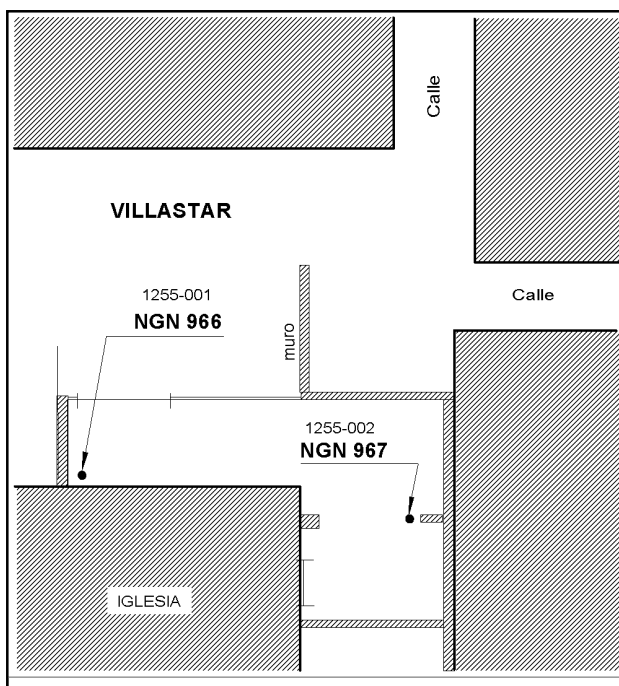 Calle
VILLASTAR
1255-001
NGN 966
Calle
muro
1255-002
NGN 967
IGLESIA